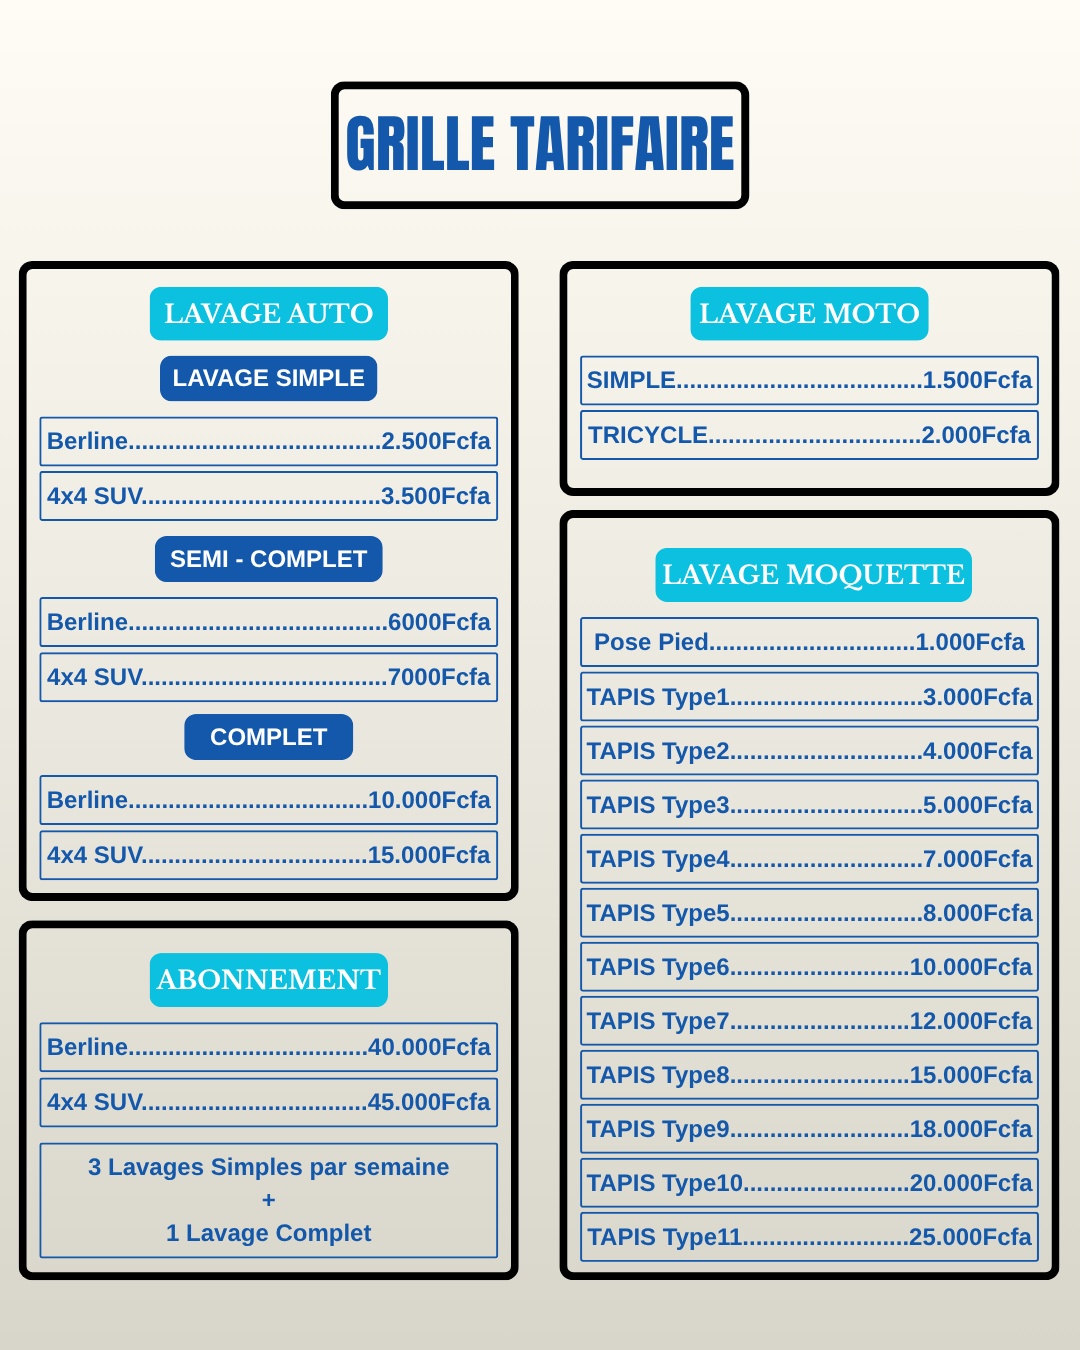 GRILLE TARIFAIRE
LAVAGE AUTO
LAVAGE SIMPLE
Berline......................................2.500Fcfa
4x4 SUV....................................3.500Fcfa
SEMI - COMPLET
Berline.......................................6000Fcfa
4x4 SUV.....................................7000Fcfa
COMPLET
Berline....................................10.000Fcfa
4x4 SUV..................................15.000Fcfa
ABONNEMENT
Berline....................................40.000Fcfa
4x4 SUV..................................45.000Fcfa
3 Lavages Simples par semaine
+
1 Lavage Complet
LAVAGE MOTO
SIMPLE.....................................1.500Fcfa
TRICYCLE................................2.000Fcfa
LAVAGE MOQUETTE
Pose Pied...............................1.000Fcfa
TAPIS Type1.............................3.000Fcfa
TAPIS Type2.............................4.000Fcfa
TAPIS Type3.............................5.000Fcfa
TAPIS Type4.............................7.000Fcfa
TAPIS Type5.............................8.000Fcfa
TAPIS Type6...........................10.000Fcfa
TAPIS Type7...........................12.000Fcfa
TAPIS Type8...........................15.000Fcfa
TAPIS Type9...........................18.000Fcfa
TAPIS Type10.........................20.000Fcfa
TAPIS Type11.........................25.000Fcfa